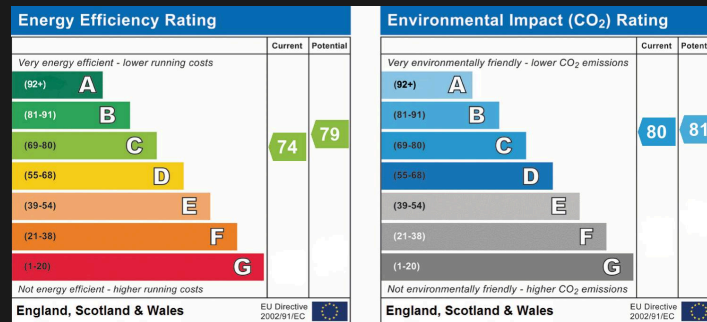 Energy Efficiency Rating
Current Potential
Very energy efficient - lower running costs
(92+) A
(81-91) B
(69-80) C
(55-68) D
(39-54) E
(21-38) F
(1-20) G
74
79
Not energy efficient - higher running costs
England, Scotland & Wales
EU Directive
2002/91/EC
Environmental Impact (CO₂) Rating
Current Potent
Very environmentally friendly - lower CO₂ emissions
(92+) A
(81-91) B
(69-80) C
(55-68) D
(39-54) E
(21-38) F
(1-20) G
80
81
Not environmentally friendly - higher CO₂ emissions
England, Scotland & Wales
EU Directive
2002/91/EC